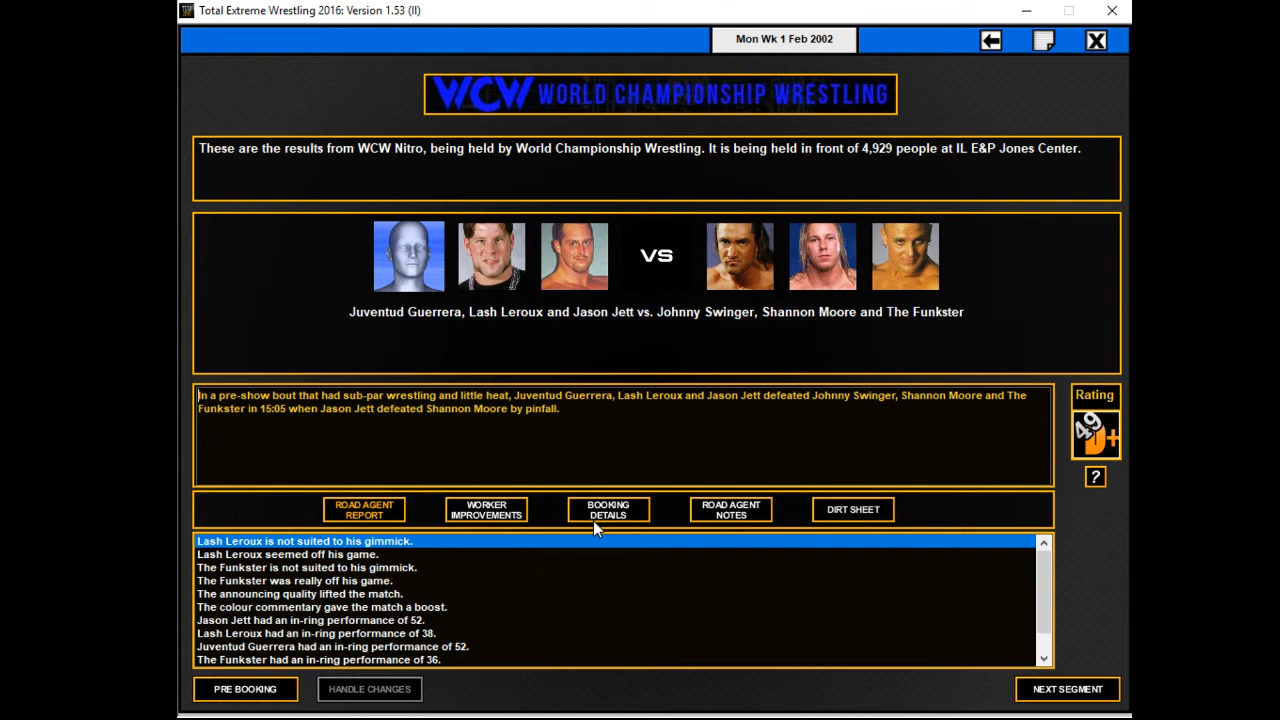 Total Extreme Wrestling 2016: Version 1.53 (II)
Mon Wk 1 Feb 2002
WCW WORLD CHAMPIONSHIP WRESTLING
These are the results from WCW Nitro, being held by World Championship Wrestling. It is being held in front of 4,929 people at IL E&P Jones Center.
VS
Juventud Guerrera, Lash Leroux and Jason Jett vs. Johnny Swinger, Shannon Moore and The Funkster
In a pre-show bout that had sub-par wrestling and little heat, Juventud Guerrera, Lash Leroux and Jason Jett defeated Johnny Swinger, Shannon Moore and The
Funkster in 15:05 when Jason Jett defeated Shannon Moore by pinfall.
Rating
49
D+
?
ROAD AGENT
REPORT
WORKER
IMPROVEMENTS
BOOKING
DETAILS
ROAD AGENT
NOTES
DIRT SHEET
Lash Leroux is not suited to his gimmick.
Lash Leroux seemed off his game.
The Funkster is not suited to his gimmick.
The Funkster was really off his game.
The announcing quality lifted the match.
The colour commentary gave the match a boost.
Jason Jett had an in-ring performance of 52.
Lash Leroux had an in-ring performance of 38.
Juventud Guerrera had an in-ring performance of 52.
The Funkster had an in-ring performance of 36.
PRE BOOKING
HANDLE CHANGES
NEXT SEGMENT